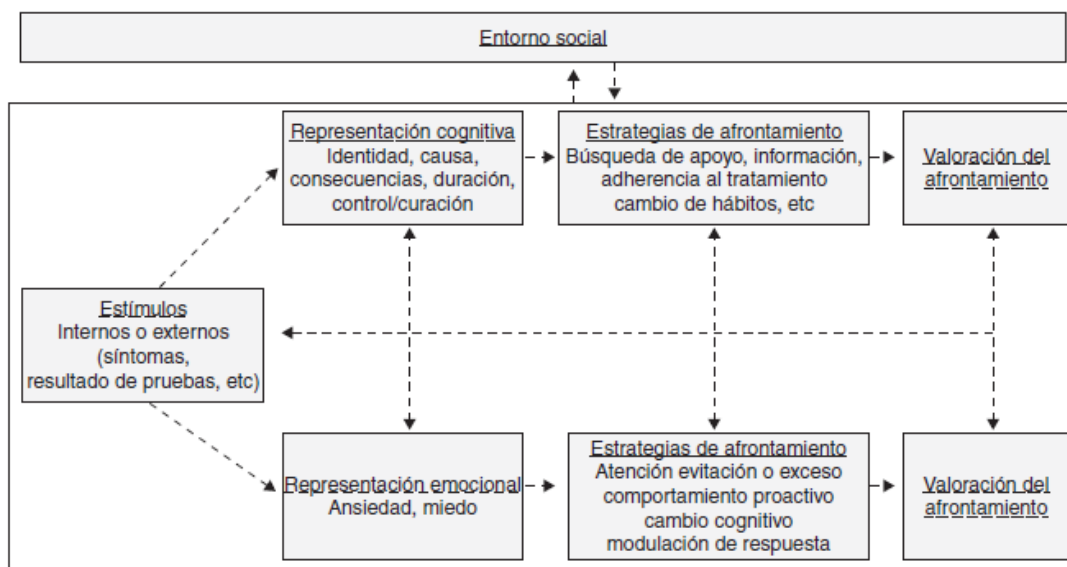 Entorno social
Representación cognitiva
Identidad, causa,
consecuencias, duración,
control/curación
Estrategias de afrontamiento
Búsqueda de apoyo, información,
adherencia al tratamiento
cambio de hábitos, etc
Valoración del
afrontamiento
Estímulos
Internos o externos
(síntomas,
resultado de pruebas, etc)
Representación emocional
Ansiedad, miedo
Estrategias de afrontamiento
Atención evitación o exceso
comportamiento proactivo
cambio cognitivo
modulación de respuesta
Valoración del
afrontamiento